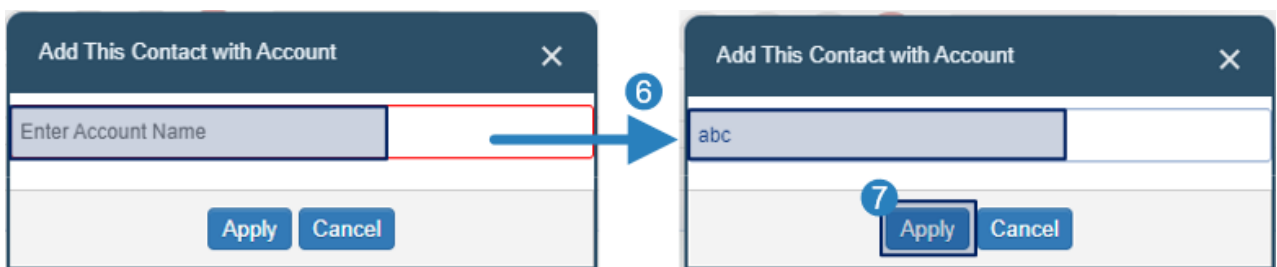 Add This Contact with Account ×
Enter Account Name
Apply Cancel
6
Add This Contact with Account ×
abc
7
Apply Cancel